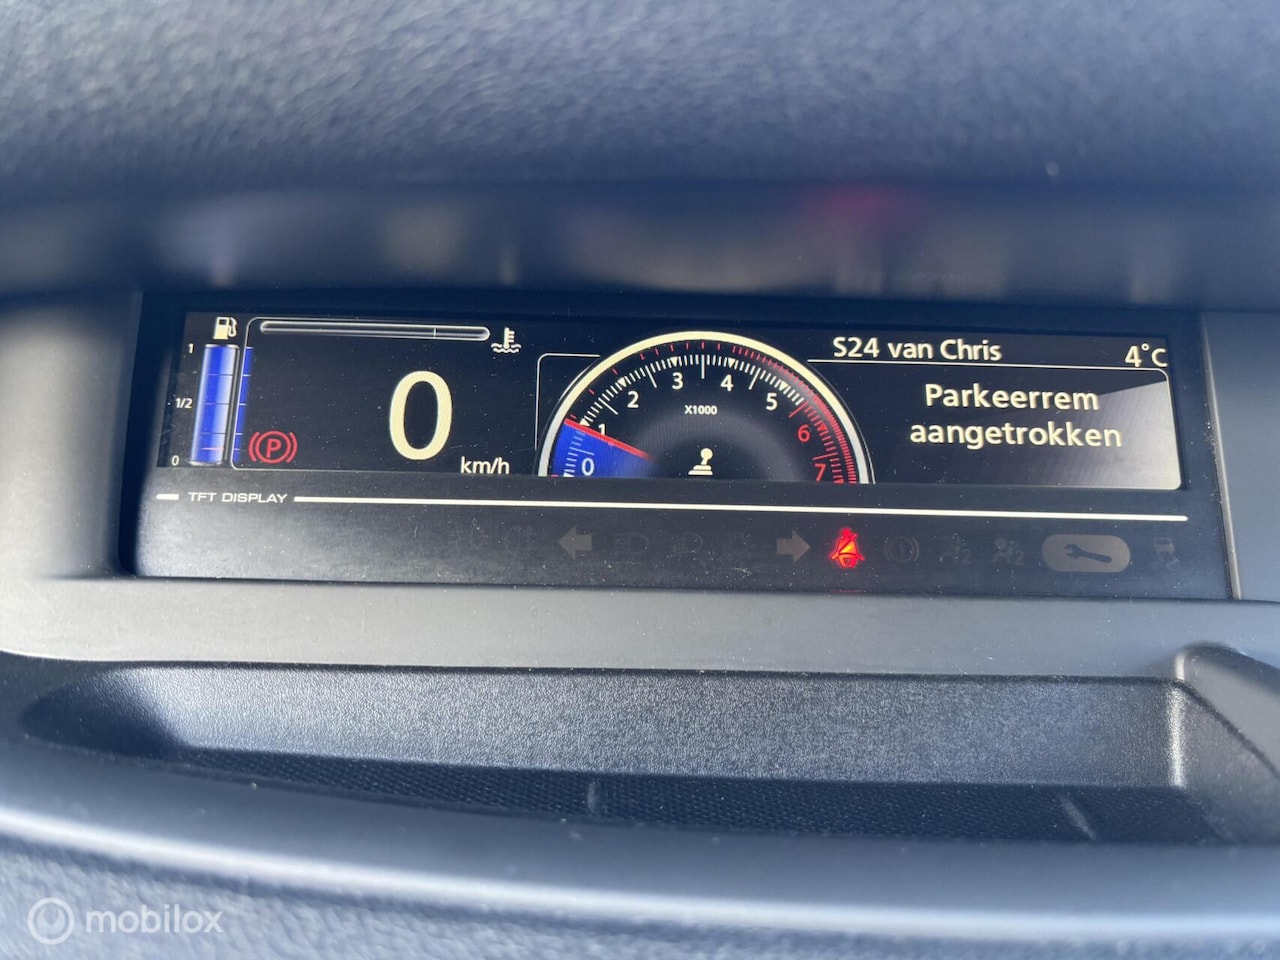 S24 van Chris 4°C
1
1/2
0
0
km/h
0 1 2 3 4 5 6 7
X1000
Parkeerrem
aangetrokken
(P)
TFT DISPLAY
mobilox